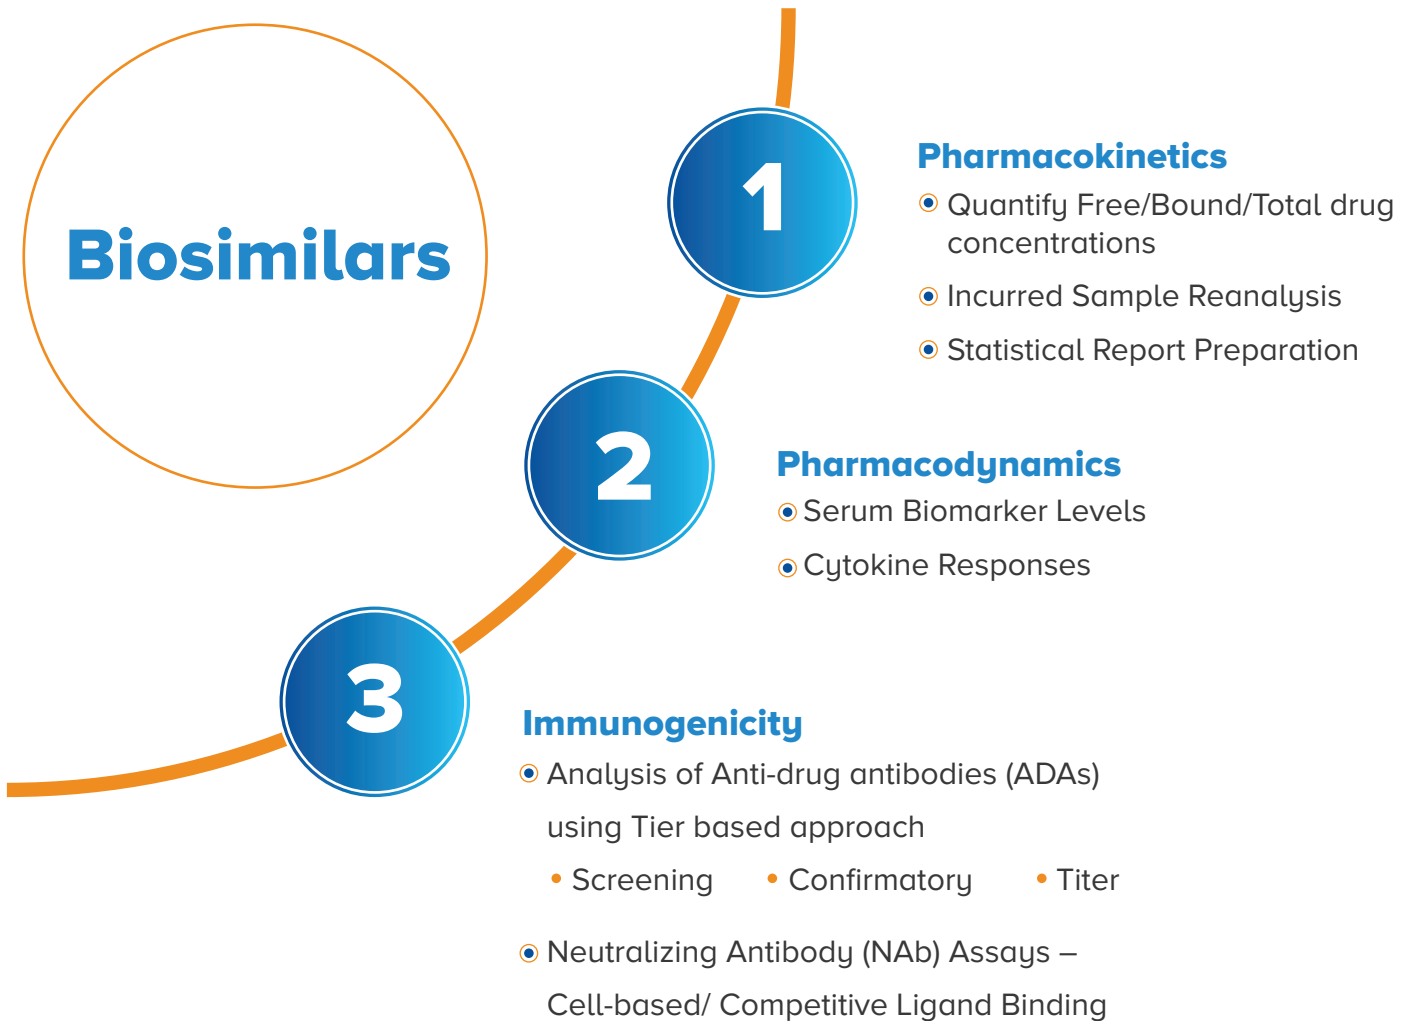 Biosimilars
1
Pharmacokinetics
Quantify Free/Bound/Total drug
concentrations
Incurred Sample Reanalysis
Statistical Report Preparation
2
Pharmacodynamics
Serum Biomarker Levels
Cytokine Responses
3
Immunogenicity
Analysis of Anti-drug antibodies (ADAs)
using Tier based approach
• Screening • Confirmatory • Titer
Neutralizing Antibody (NAb) Assays –
Cell-based/ Competitive Ligand Binding